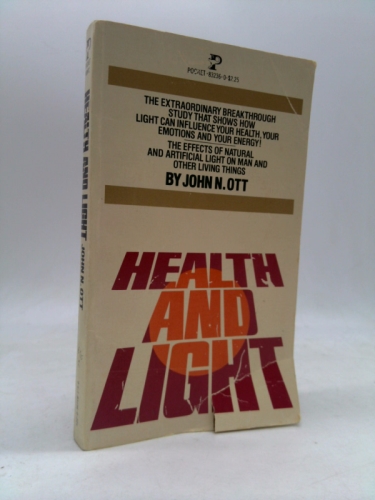 P
THE EXTRAORDINARY BREAKTHROUGH
STUDY THAT SHOWS HOW
LIGHT CAN INFLUENCE YOUR HEALTH, YOUR
EMOTIONS AND YOUR ENERGY!
THE EFFECTS OF NATURAL
AND ARTIFICIAL LIGHT ON MAN AND
OTHER LIVING THINGS
BY JOHN N. OTT
HEALTH
AND
LIGHT
HEALTH AND LIGHT JOHN N. OTT